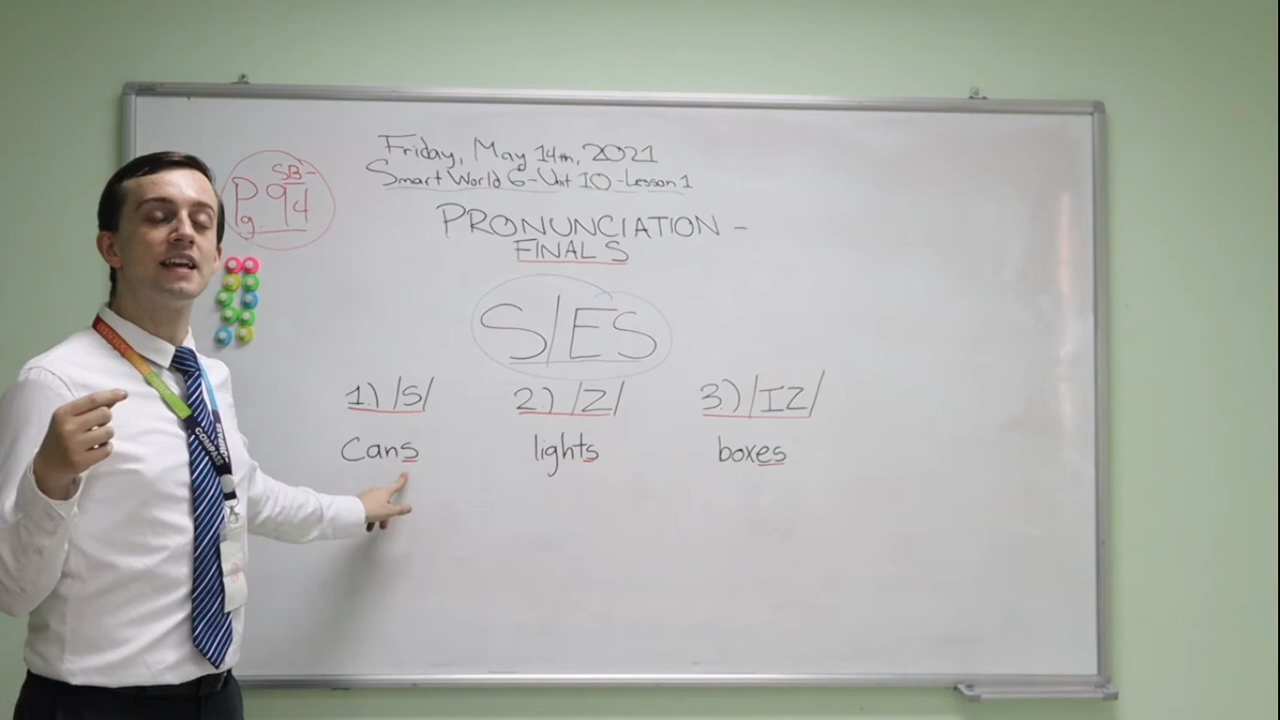 Friday, May 14th, 2021
Smart World 6-Unit 10-Lesson 1
SB-
Pg 94
PRONUNCIATION -
FINAL S
S/ES
1.) /S/ 2.) /Z/ 3.) /IZ/
Cans lights boxes
COMPASS